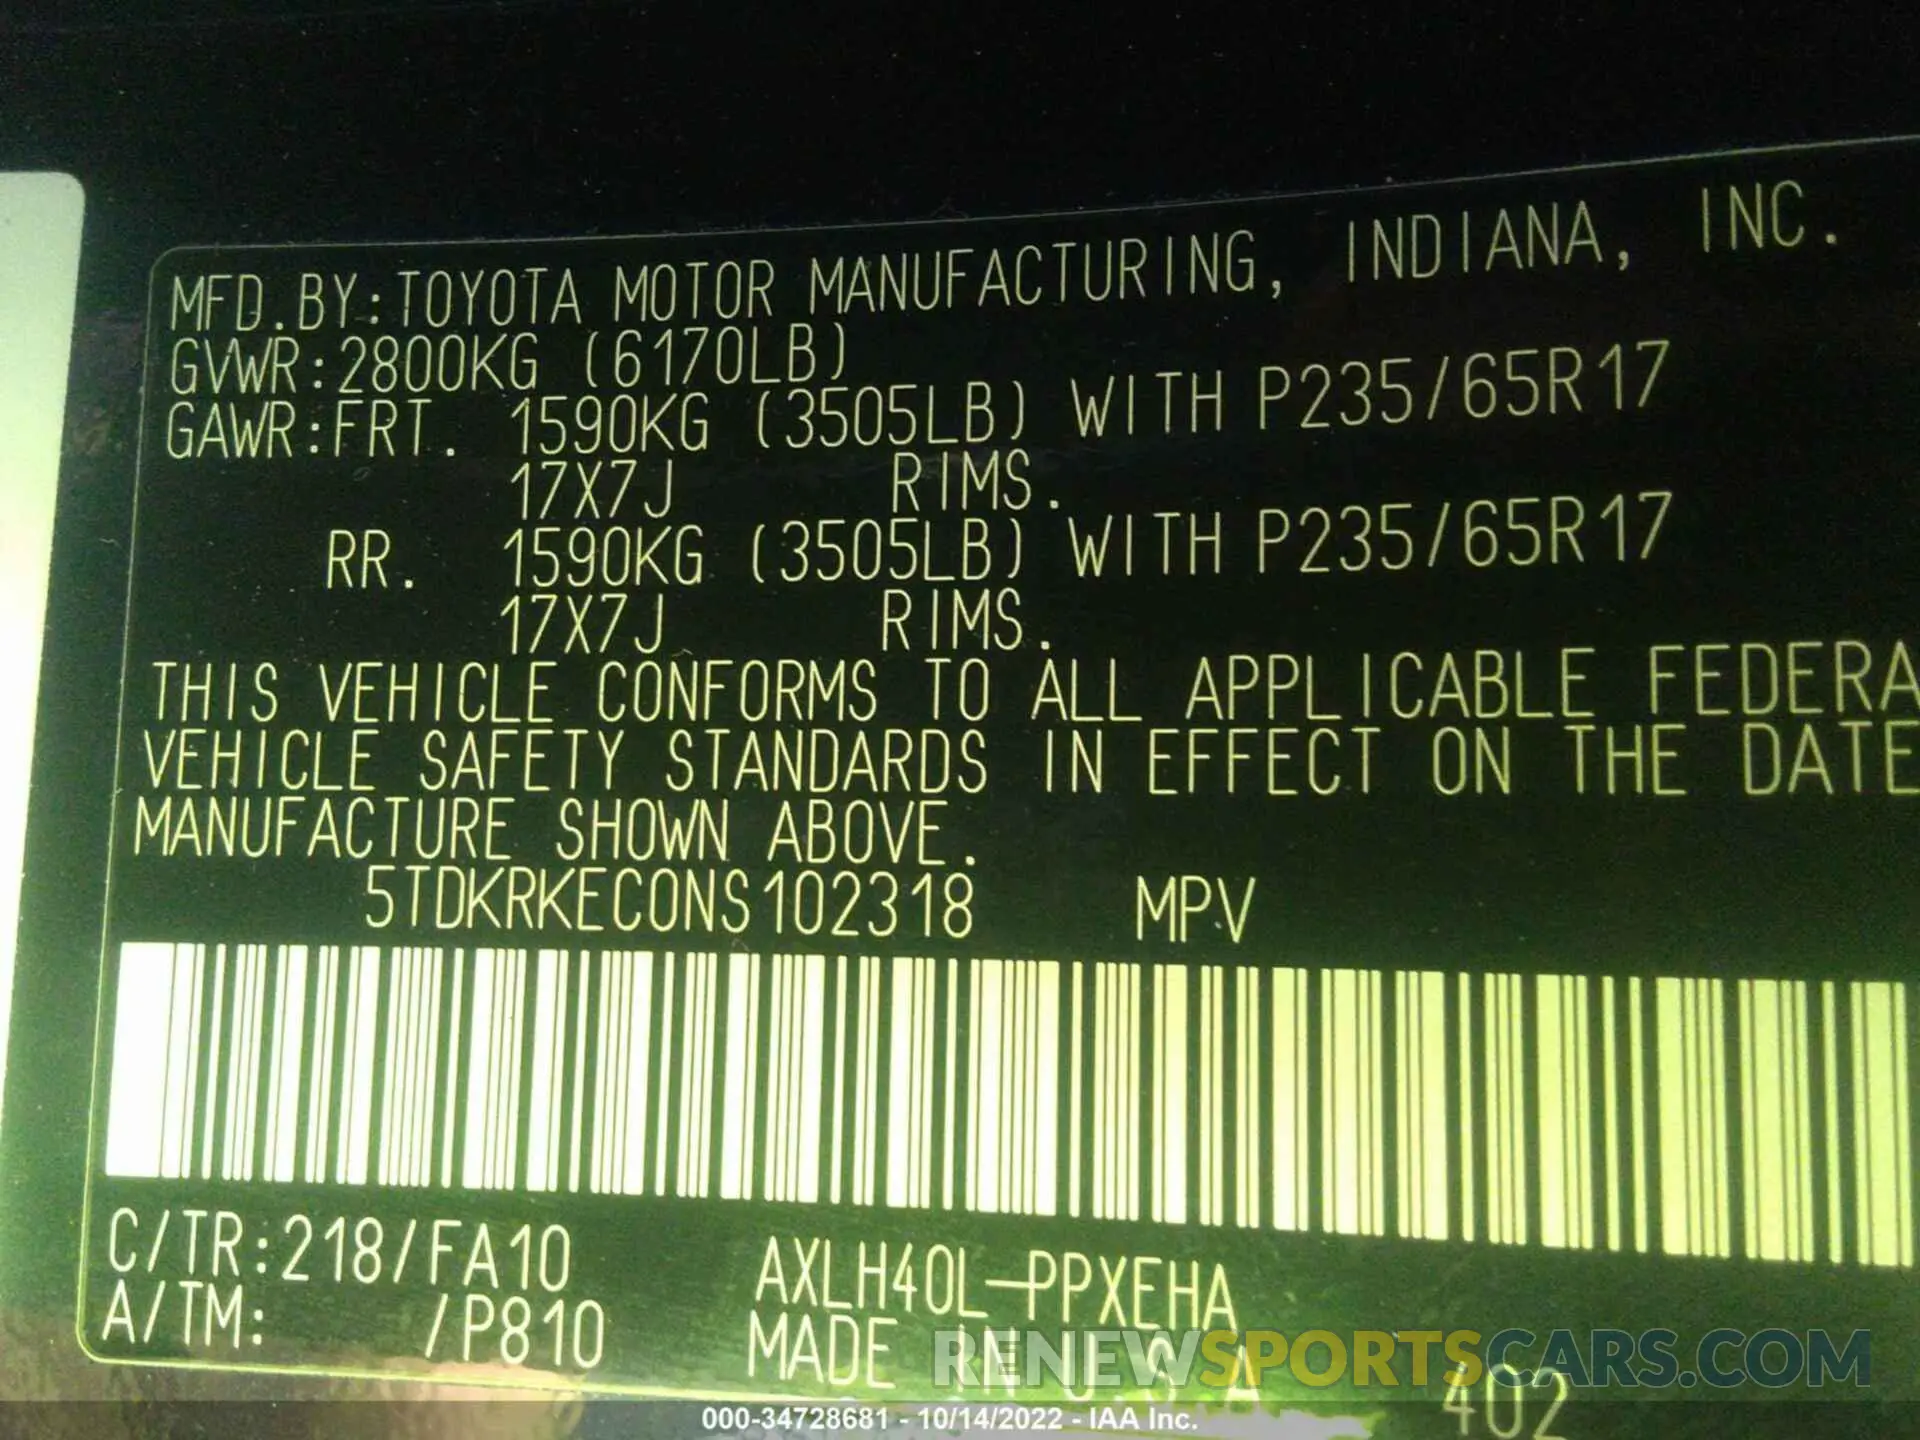 MFD.BY:TOYOTA MOTOR MANUFACTURING, INDIANA, INC.
GVWR:2800KG (6170LB)
GAWR:FRT. 1590KG (3505LB) WITH P235/65R17
17X7J RIMS.
RR. 1590KG (3505LB) WITH P235/65R17
17X7J RIMS.
THIS VEHICLE CONFORMS TO ALL APPLICABLE FEDERA
VEHICLE SAFETY STANDARDS IN EFFECT ON THE DATE
MANUFACTURE SHOWN ABOVE.
5TDKRKEC0NS102318 MPV
C/TR:218/FA10 AXLH40L-PPXEHA
A/TM: /P810 MADE IN U.S.A 402
RENEWSPORTSCARS.COM
000-34728681 - 10/14/2022 - IAA Inc.